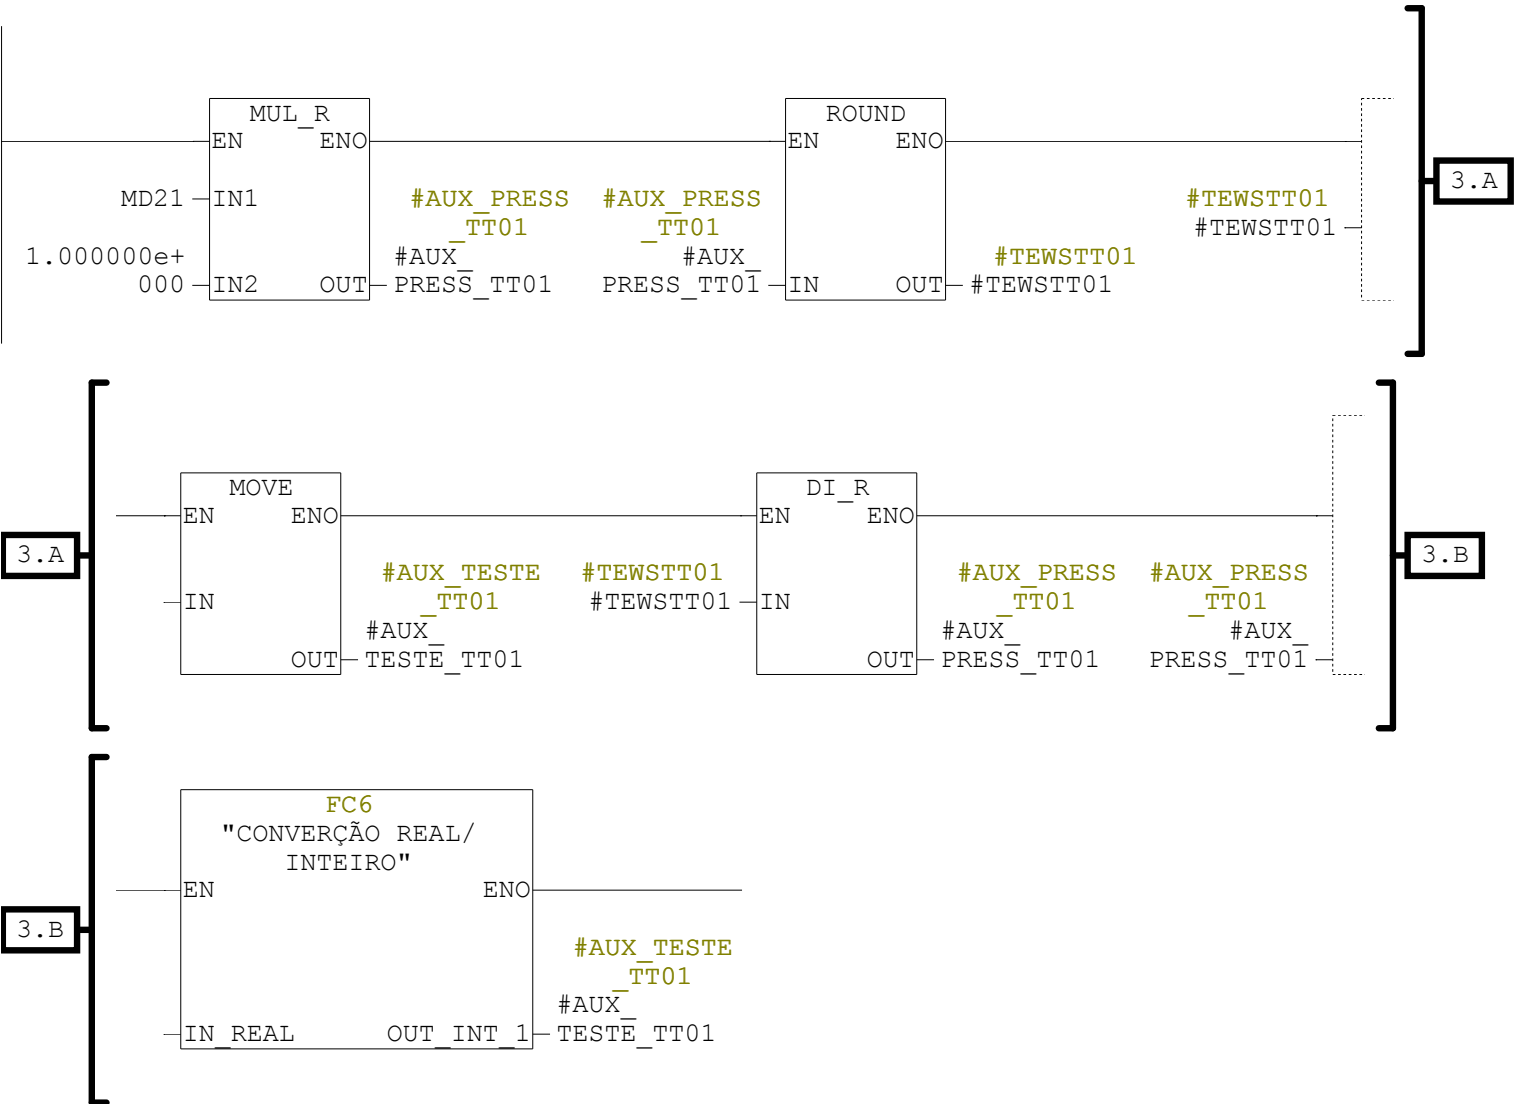 MUL_R
ROUND
EN ENO
EN ENO
3.A
MD21
IN1
#AUX_PRESS
_TT01
#AUX_PRESS
_TT01
#TEWSTT01
#TEWSTT01
1.000000e+
000
IN2
OUT
#AUX_
PRESS_TT01
#AUX_
PRESS_TT01
IN
OUT
#TEWSTT01
#TEWSTT01
MOVE
DI_R
EN ENO
EN ENO
3.A
3.B
IN
#AUX_TESTE
_TT01
#TEWSTT01
#TEWSTT01
IN
#AUX_PRESS
_TT01
#AUX_PRESS
_TT01
OUT
#AUX_
TESTE_TT01
OUT
#AUX_
PRESS_TT01
#AUX_
PRESS_TT01
FC6
"CONVERÇÃO REAL/
INTEIRO"
EN ENO
3.B
#AUX_TESTE
_TT01
#AUX_
IN_REAL OUT_INT_1 TESTE_TT01